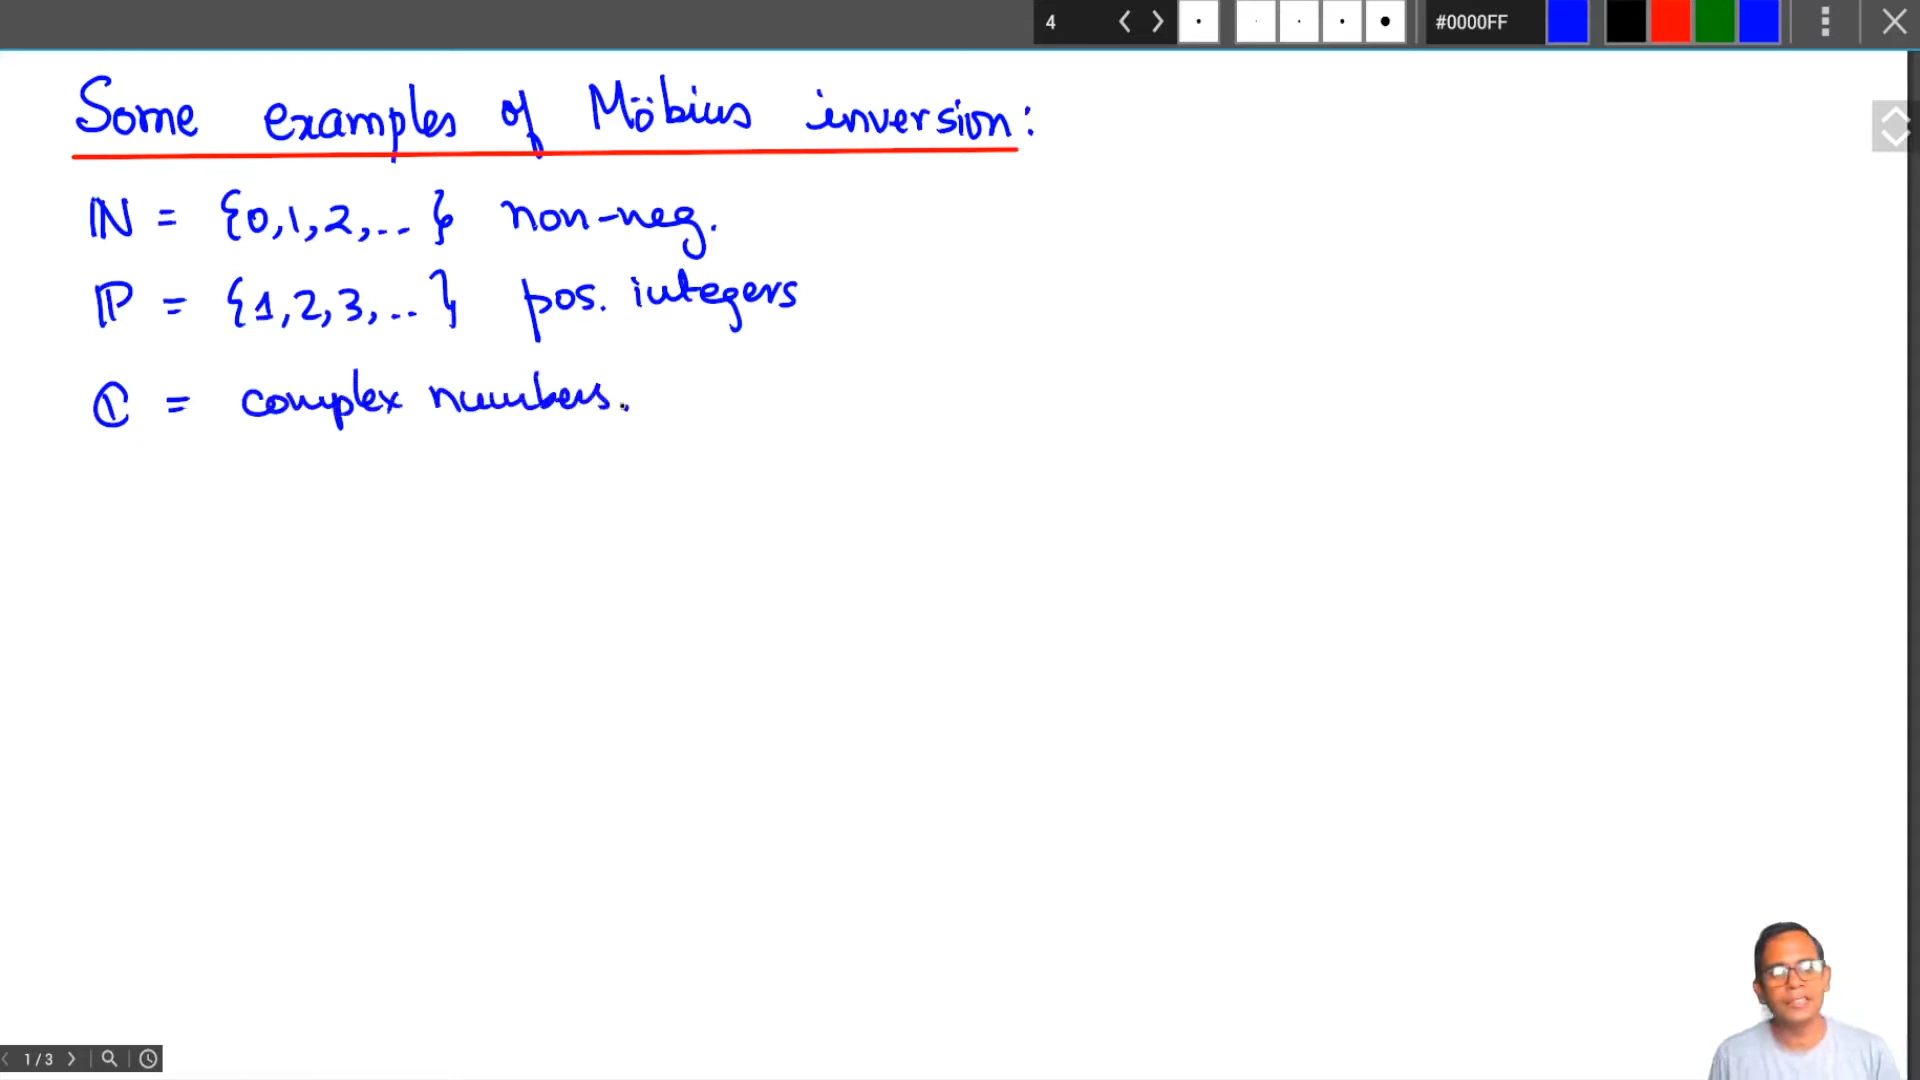 4
#0000FF
Some examples of Möbius inversion:
ℕ = {0,1,2,... } non-neg.
ℙ = {1,2,3,... } pos. integers
ℂ = complex numbers.
1 / 3